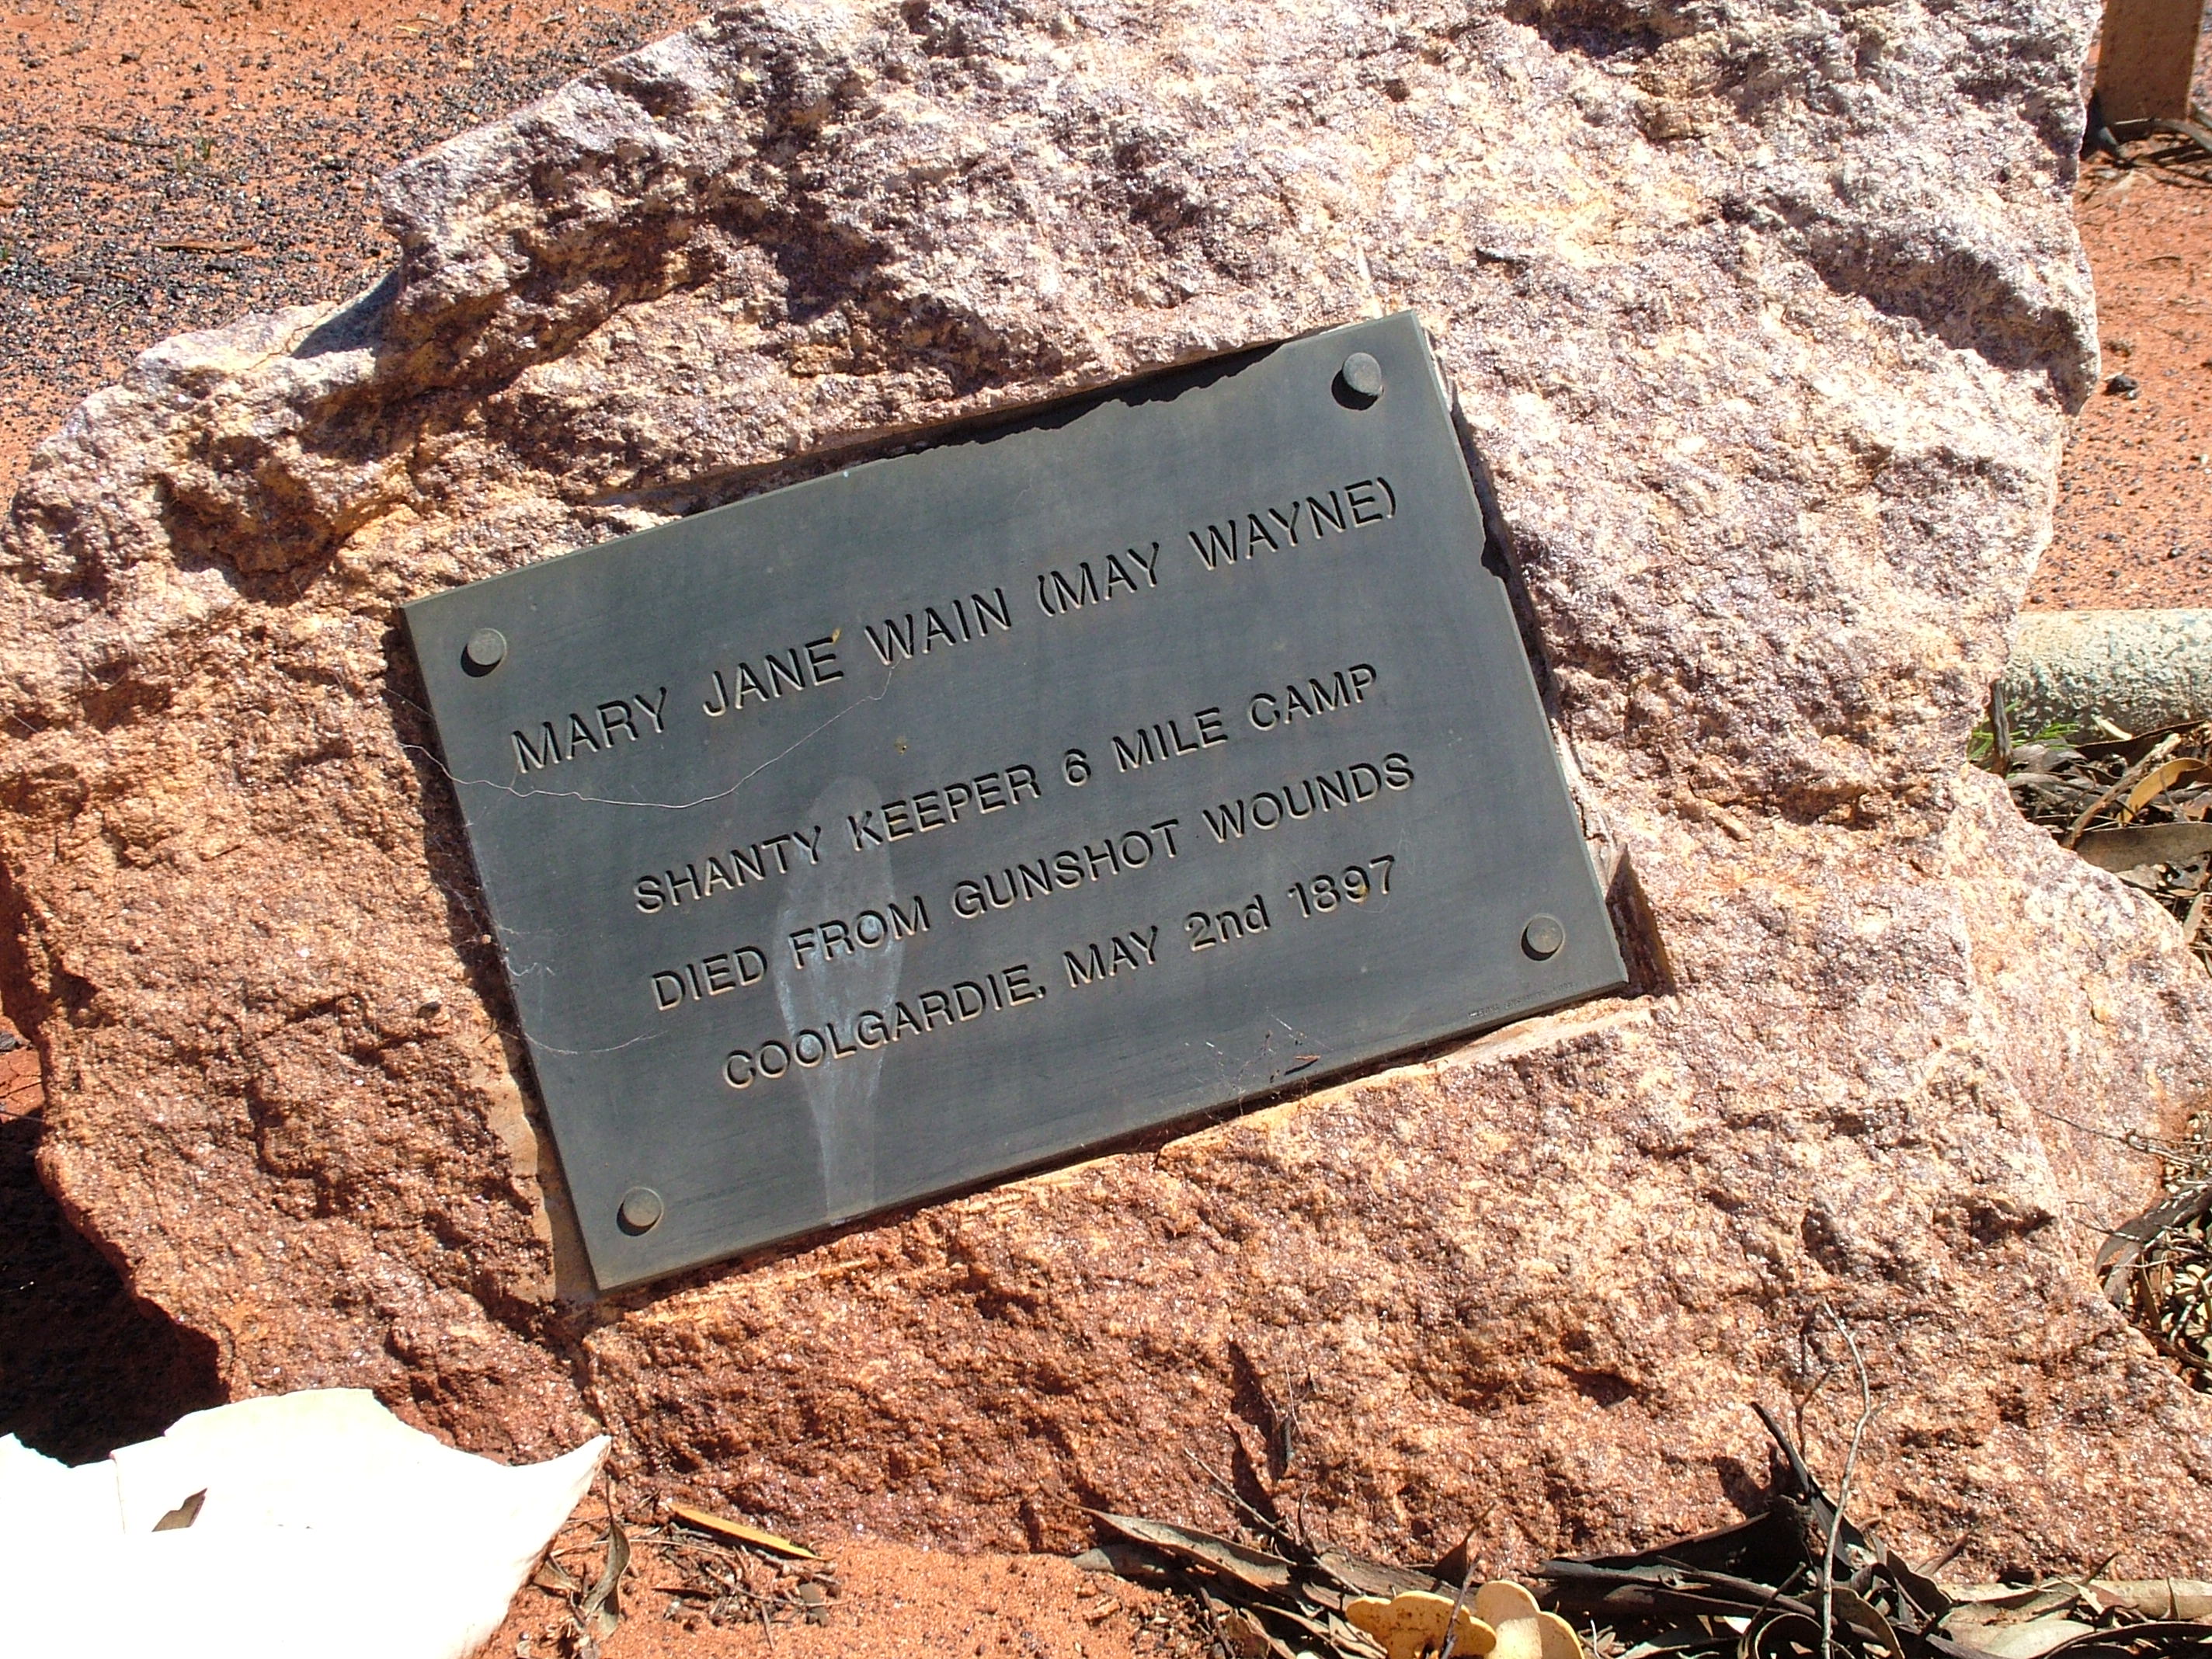 MARY JANE WAIN (MAY WAYNE)
SHANTY KEEPER 6 MILE CAMP
DIED FROM GUNSHOT WOUNDS
COOLGARDIE. MAY 2nd 1897